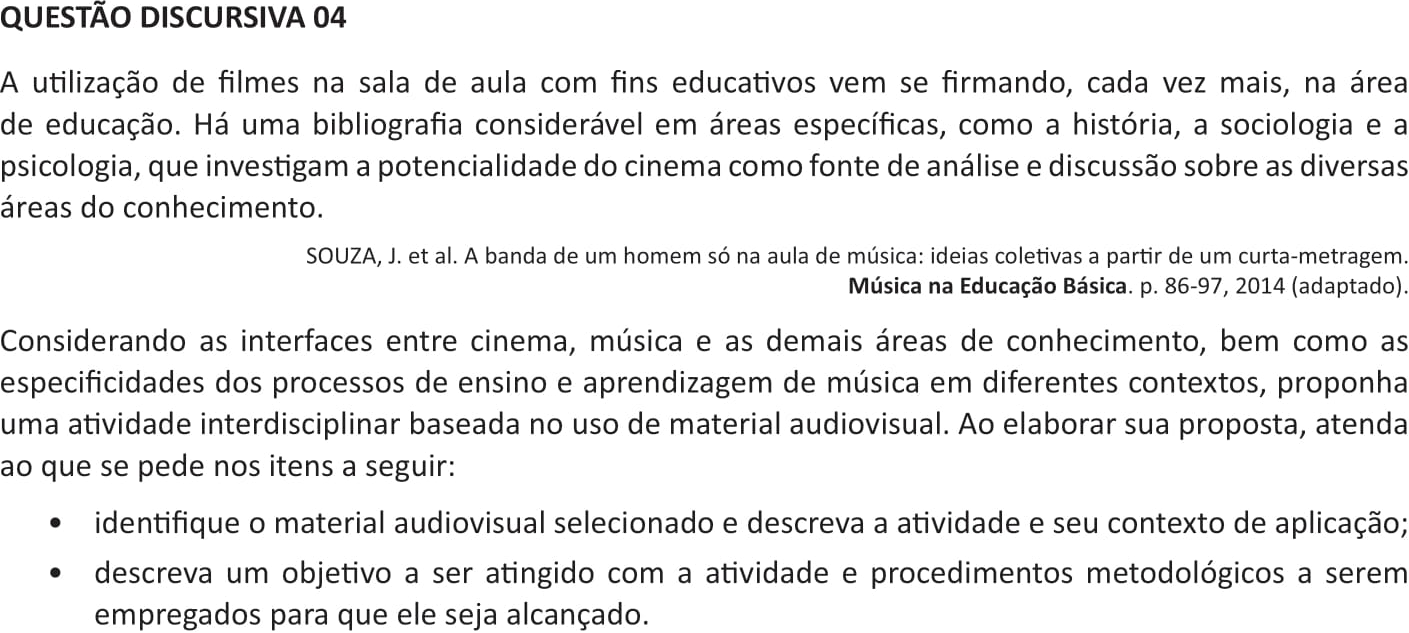 QUESTÃO DISCURSIVA 04
A utilização de filmes na sala de aula com fins educativos vem se firmando, cada vez mais, na área
de educação. Há uma bibliografia considerável em áreas específicas, como a história, a sociologia e a
psicologia, que investigam a potencialidade do cinema como fonte de análise e discussão sobre as diversas
áreas do conhecimento.
SOUZA, J. et al. A banda de um homem só na aula de música: ideias coletivas a partir de um curta-metragem.
Música na Educação Básica. p. 86-97, 2014 (adaptado).
Considerando as interfaces entre cinema, música e as demais áreas de conhecimento, bem como as
especificidades dos processos de ensino e aprendizagem de música em diferentes contextos, proponha
uma atividade interdisciplinar baseada no uso de material audiovisual. Ao elaborar sua proposta, atenda
ao que se pede nos itens a seguir:
• identifique o material audiovisual selecionado e descreva a atividade e seu contexto de aplicação;
• descreva um objetivo a ser atingido com a atividade e procedimentos metodológicos a serem
empregados para que ele seja alcançado.